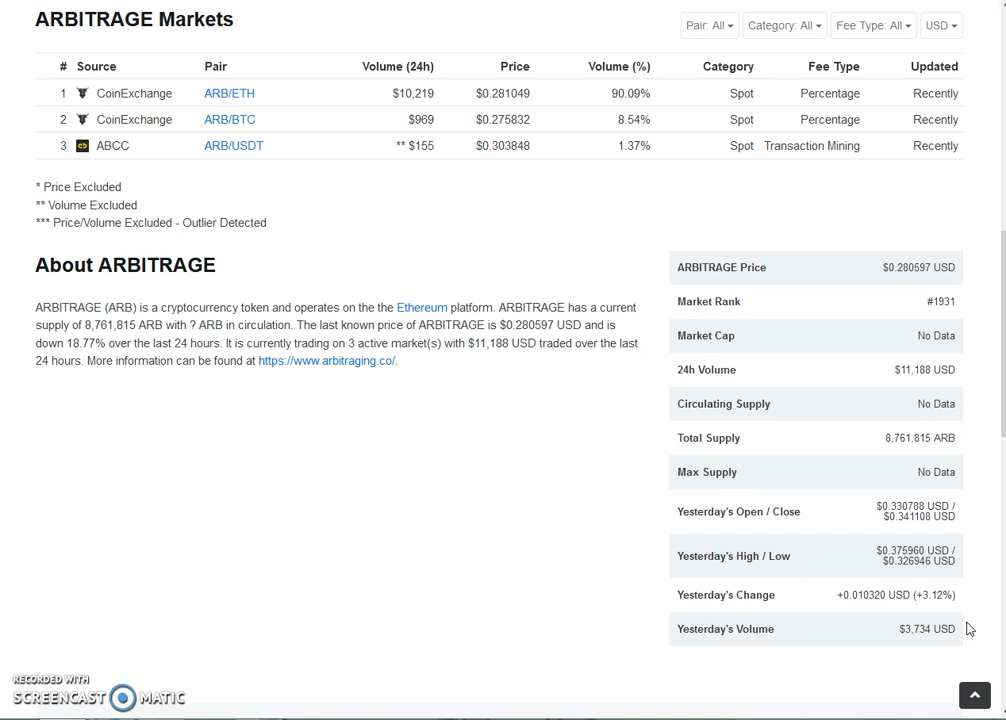 ARBITRAGE Markets
Pair: All Category: All Fee Type: All USD
# Source Pair Volume (24h) Price Volume (%) Category Fee Type Updated
1 CoinExchange ARB/ETH $10,219 $0.281049 90.09% Spot Percentage Recently
2 CoinExchange ARB/BTC $969 $0.275832 8.54% Spot Percentage Recently
3 ABCC ARB/USDT ** $155 $0.303848 1.37% Spot Transaction Mining Recently
* Price Excluded
** Volume Excluded
*** Price/Volume Excluded - Outlier Detected
About ARBITRAGE
ARBITRAGE (ARB) is a cryptocurrency token and operates on the the Ethereum platform. ARBITRAGE has a current
supply of 8,761,815 ARB with ? ARB in circulation. The last known price of ARBITRAGE is $0.280597 USD and is
down 18.77% over the last 24 hours. It is currently trading on 3 active market(s) with $11,188 USD traded over the last
24 hours. More information can be found at https://www.arbitraging.co/.
ARBITRAGE Price $0.280597 USD
Market Rank #1931
Market Cap No Data
24h Volume $11,188 USD
Circulating Supply No Data
Total Supply 8,761,815 ARB
Max Supply No Data
Yesterday's Open / Close $0.330788 USD /
$0.341108 USD
Yesterday's High / Low $0.375960 USD /
$0.326946 USD
Yesterday's Change +0.010320 USD (+3.12%)
Yesterday's Volume $3,734 USD
RECORDED WITH
SCREENCAST MATIC